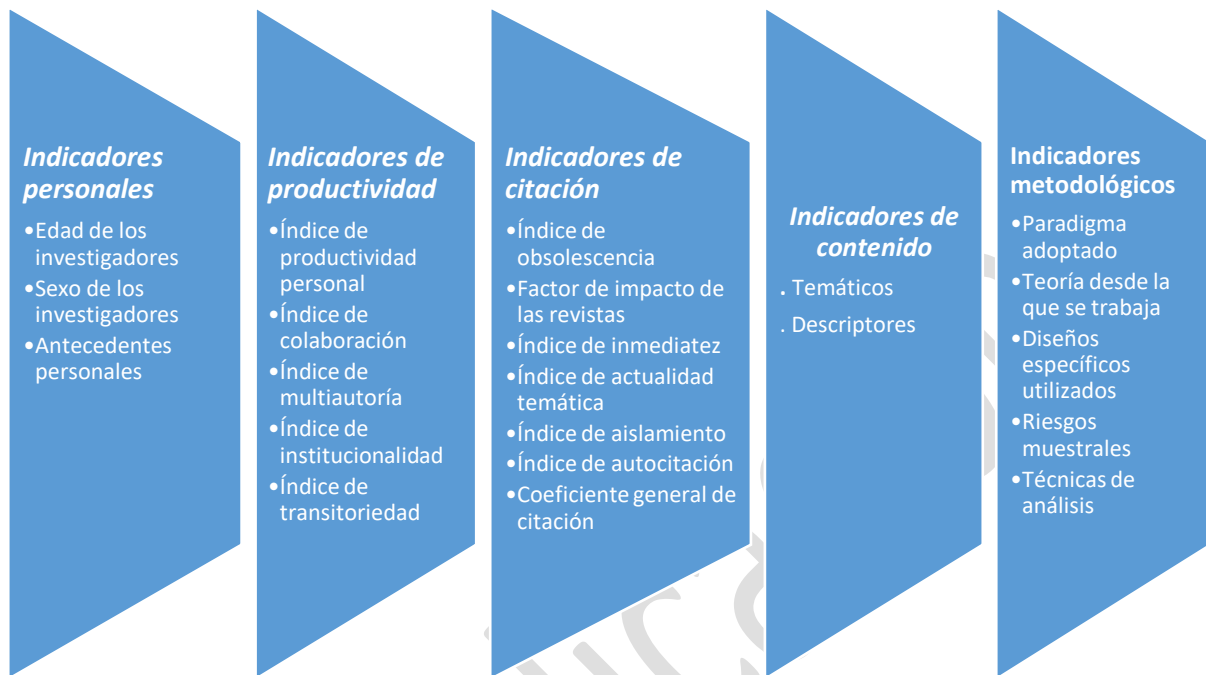 Indicadores
personales
•Edad de los
investigadores
•Sexo de los
investigadores
•Antecedentes
personales
Indicadores de
productividad
•Índice de
productividad
personal
•Índice de
colaboración
•Índice de
multiautoría
•Índice de
institucionalidad
•Índice de
transitoriedad
Indicadores de
citación
•Índice de
obsolescencia
•Factor de impacto de
las revistas
•Índice de inmediatez
•Índice de actualidad
temática
•Índice de aislamiento
•Índice de autocitación
•Coeficiente general de
citación
Indicadores de
contenido
. Temáticos
. Descriptores
Indicadores
metodológicos
•Paradigma
adoptado
•Teoría desde la
que se trabaja
•Diseños
específicos
utilizados
•Riesgos
muestrales
•Técnicas de
análisis